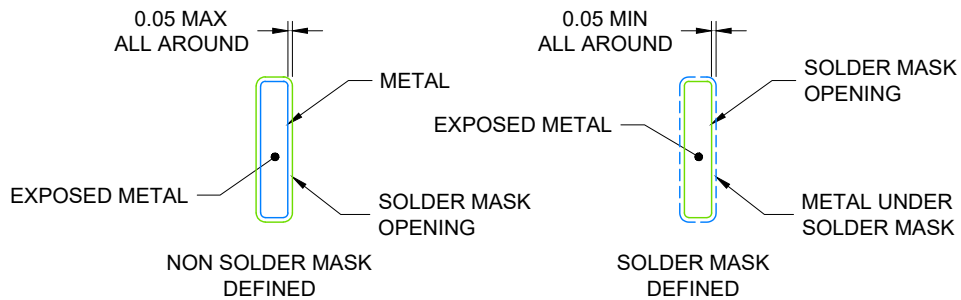 0.05 MAX
ALL AROUND
METAL
EXPOSED METAL
SOLDER MASK
OPENING
NON SOLDER MASK
DEFINED
0.05 MIN
ALL AROUND
SOLDER MASK
OPENING
EXPOSED METAL
METAL UNDER
SOLDER MASK
SOLDER MASK
DEFINED